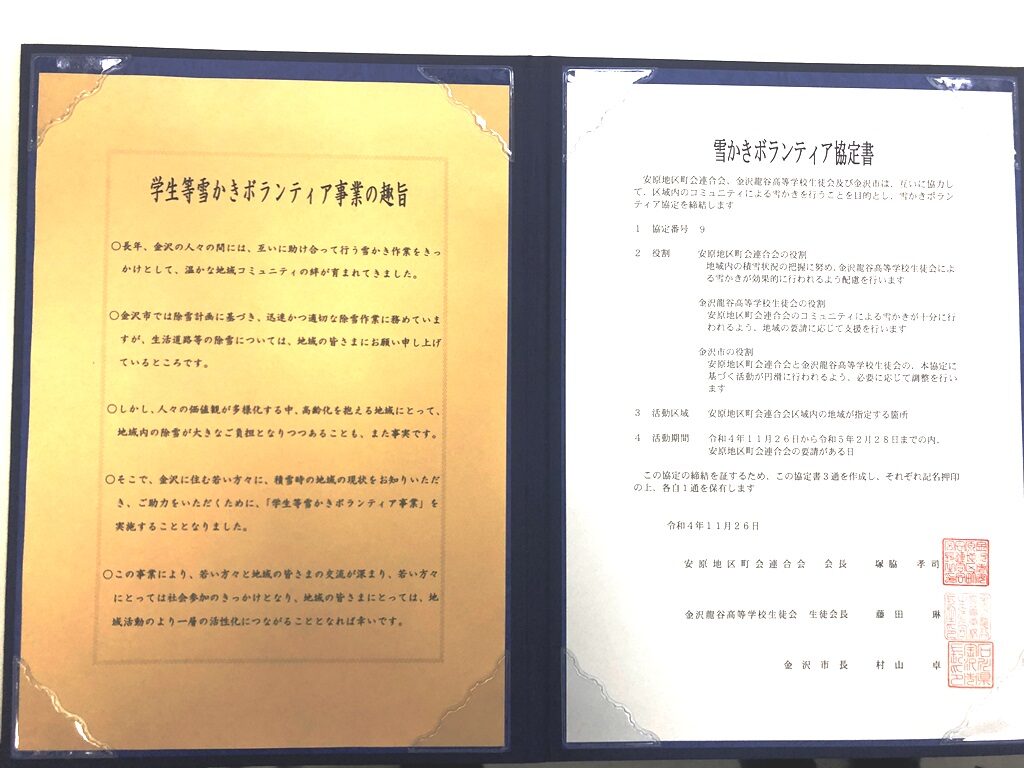 学生等雪かきボランティア事業の趣旨
○長年、金沢の人々の間には、互いに助け合って行う雪かき作業をきっ
かけとして、温かな地域コミュニティの絆が育まれてきました。
○金沢市では除雪計画に基づき、迅速かつ適切な除雪作業に務めていま
すが、生活道路等の除雪については、地域の皆さまにお願い申し上げ
ているところです。
○しかし、人々の価値観が多様化する中、高齢化を抱える地域にとって、
地域内の除雪が大きなご負担となりつつあることも、また事実です。
○そこで、金沢に住む若い方々に、積雪時の地域の現状をお知りいただ
き、ご助力をいただくために、「学生等雪かきボランティア事業」を
実施することとなりました。
○この事業により、若い方々と地域の皆さまの交流が深まり、若い方々
にとっては社会参加のきっかけとなり、地域の皆さまにとっては、地
域活動のより一層の活性化につながることとなれば幸いです。
雪かきボランティア協定書
安原地区町会連合会、金沢龍谷高等学校生徒会及び金沢市は、互いに協力し
て、区域内のコミュニティによる雪かきを行うことを目的とし、雪かきボラン
ティア協定を締結します
1 協定番号 9
2 役割 安原地区町会連合会の役割
地域内の積雪状況の把握に努め、金沢龍谷高等学校生徒会によ
る雪かきが効果的に行われるよう配慮を行います
金沢龍谷高等学校生徒会の役割
安原地区町会連合会のコミュニティによる雪かきが十分に行
われるよう、地域の要請に応じて支援を行います
金沢市の役割
安原地区町会連合会と金沢龍谷高等学校生徒会の、本協定に
基づく活動が円滑に行われるよう、必要に応じて調整を行い
ます
3 活動区域 安原地区町会連合会区域内の地域が指定する箇所
4 活動期間 令和4年11月26日から令和5年2月28日までの内、
安原地区町会連合会の要請がある日
この協定の締結を証するため、この協定書3通を作成し、それぞれ記名押印
の上、各自1通を保有します
令和4年11月26日
安原地区町会連合会 会長 塚脇 孝司
金沢龍谷高等学校生徒会 生徒会長 藤田 琳
金沢市長 村山 卓